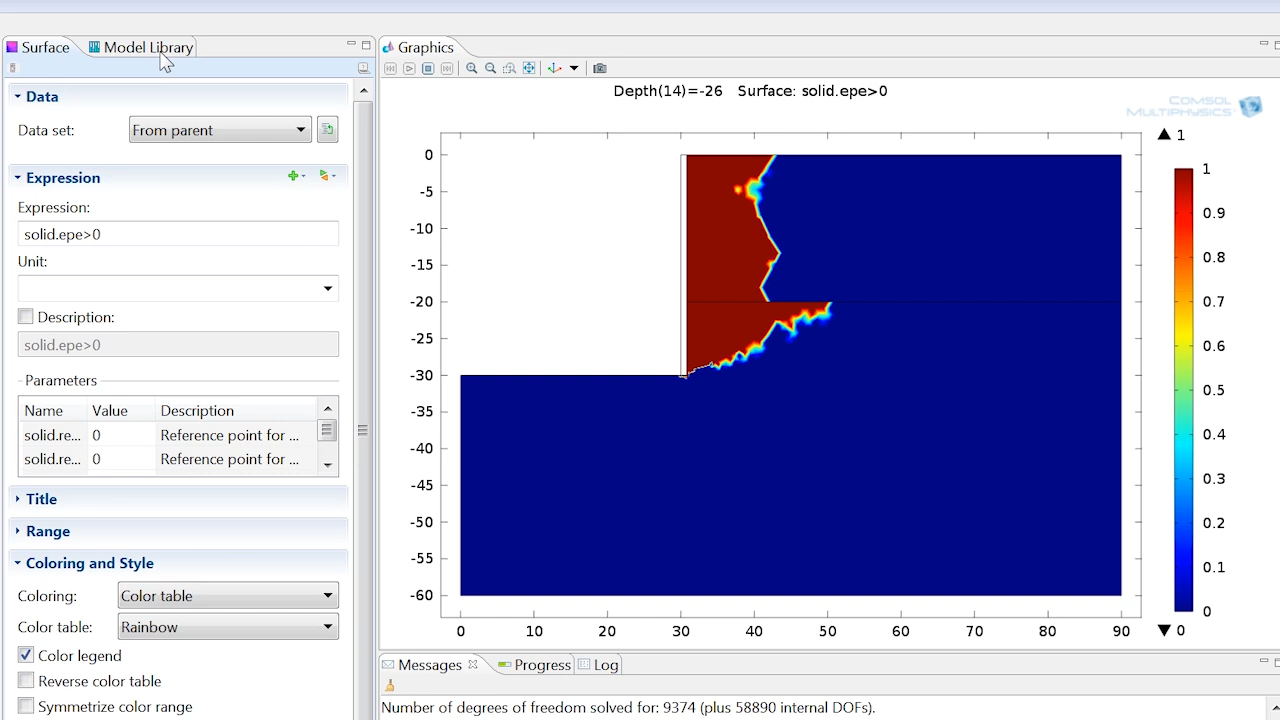 Surface
Model Library
Data
Data set:
From parent
Expression
Expression:
solid.epe>0
Unit:
Description:
solid.epe>0
Parameters
Name Value Description
solid.re... 0 Reference point for ...
solid.re... 0 Reference point for ...
Title
Range
Coloring and Style
Coloring: Color table
Color table: Rainbow
Color legend
Reverse color table
Symmetrize color range
Graphics
Depth(14)=-26 Surface: solid.epe>0
COMSOL
MULTIPHYSICS
0
-5
-10
-15
-20
-25
-30
-35
-40
-45
-50
-55
-60
0 10 20 30 40 50 60 70 80 90
1
1
0.9
0.8
0.7
0.6
0.5
0.4
0.3
0.2
0.1
0
0
Messages Progress Log
Number of degrees of freedom solved for: 9374 (plus 58890 internal DOFs).